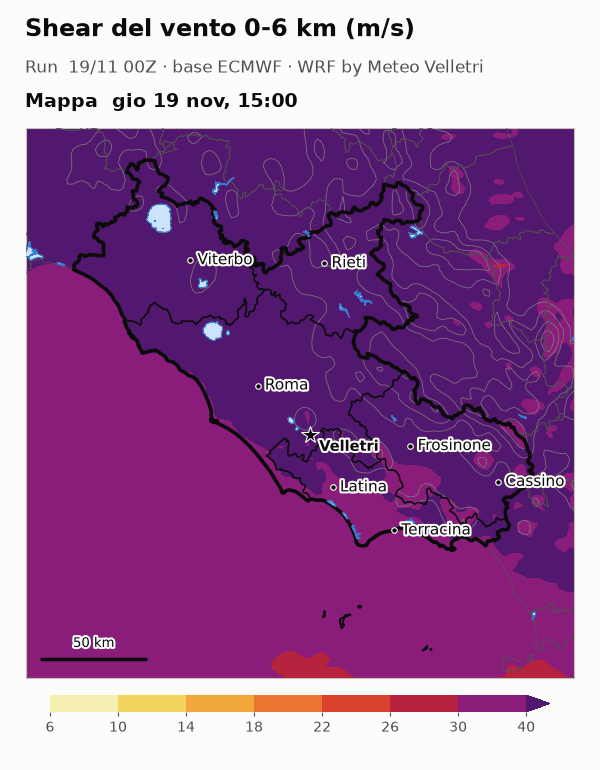 Shear del vento 0-6 km (m/s)
Run 19/11 00Z · base ECMWF · WRF by Meteo Velletri
Mappa gio 19 nov, 15:00
Viterbo
Rieti
Roma
Velletri
Frosinone
Cassino
Latina
Terracina
50 km
6 10 14 18 22 26 30 40